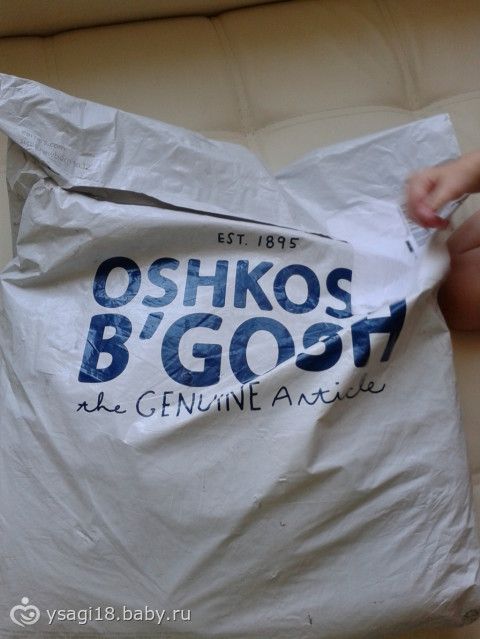 EST. 1895
OSHKOS
B'GOSH
the GENUINE Article
ysagi18.baby.ru